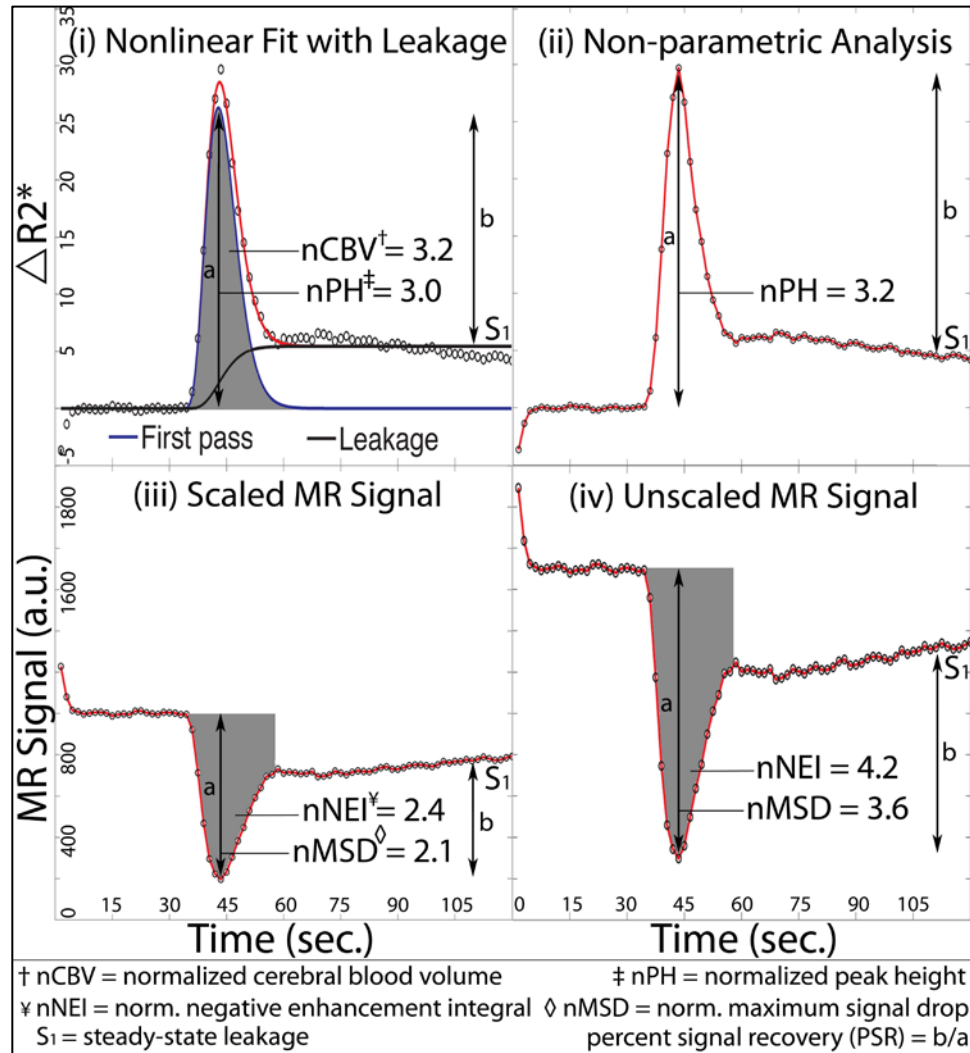 (i) Nonlinear Fit with Leakage
(ii) Non-parametric Analysis
△R2*
35
30
25
20
15
10
5
0
-5
a
b
S1
nCBV† = 3.2
nPH‡ = 3.0
First pass
Leakage
a
b
S1
nPH = 3.2
(iii) Scaled MR Signal
(iv) Unscaled MR Signal
MR Signal (a.u.)
1800
1600
800
400
0
a
b
S1
nNEI¥ = 2.4
nMSD◊ = 2.1
a
b
S1
nNEI = 4.2
nMSD = 3.6
0 15 30 45 60 75 90 105
0 15 30 45 60 75 90 105
Time (sec.)
Time (sec.)
† nCBV = normalized cerebral blood volume
‡ nPH = normalized peak height
¥ nNEI = norm. negative enhancement integral
◊ nMSD = norm. maximum signal drop
S1 = steady-state leakage
percent signal recovery (PSR) = b/a